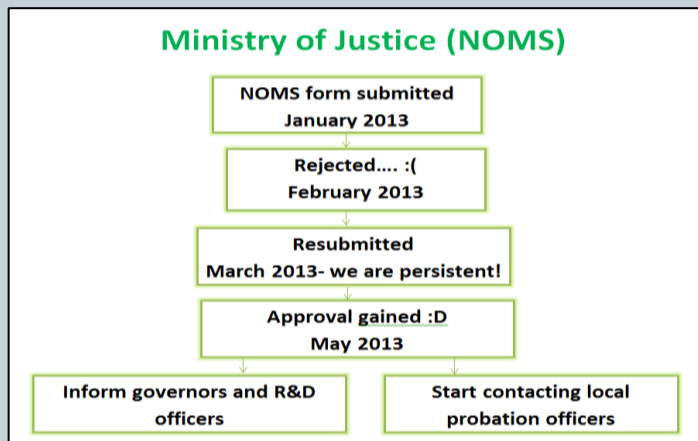 Ministry of Justice (NOMS)
NOMS form submitted
January 2013
Rejected.... :(
February 2013
Resubmitted
March 2013- we are persistent!
Approval gained :D
May 2013
Inform governors and R&D
officers
Start contacting local
probation officers